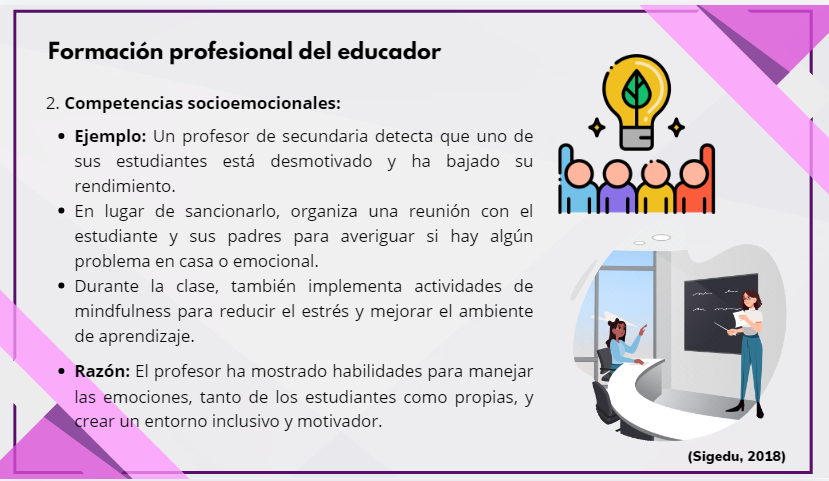 Formación profesional del educador
2. Competencias socioemocionales:
• Ejemplo: Un profesor de secundaria detecta que uno de
sus estudiantes está desmotivado y ha bajado su
rendimiento.
• En lugar de sancionarlo, organiza una reunión con el
estudiante y sus padres para averiguar si hay algún
problema en casa o emocional.
• Durante la clase, también implementa actividades de
mindfulness para reducir el estrés y mejorar el ambiente
de aprendizaje.
• Razón: El profesor ha mostrado habilidades para manejar
las emociones, tanto de los estudiantes como propias, y
crear un entorno inclusivo y motivador.
(Sigedu, 2018)